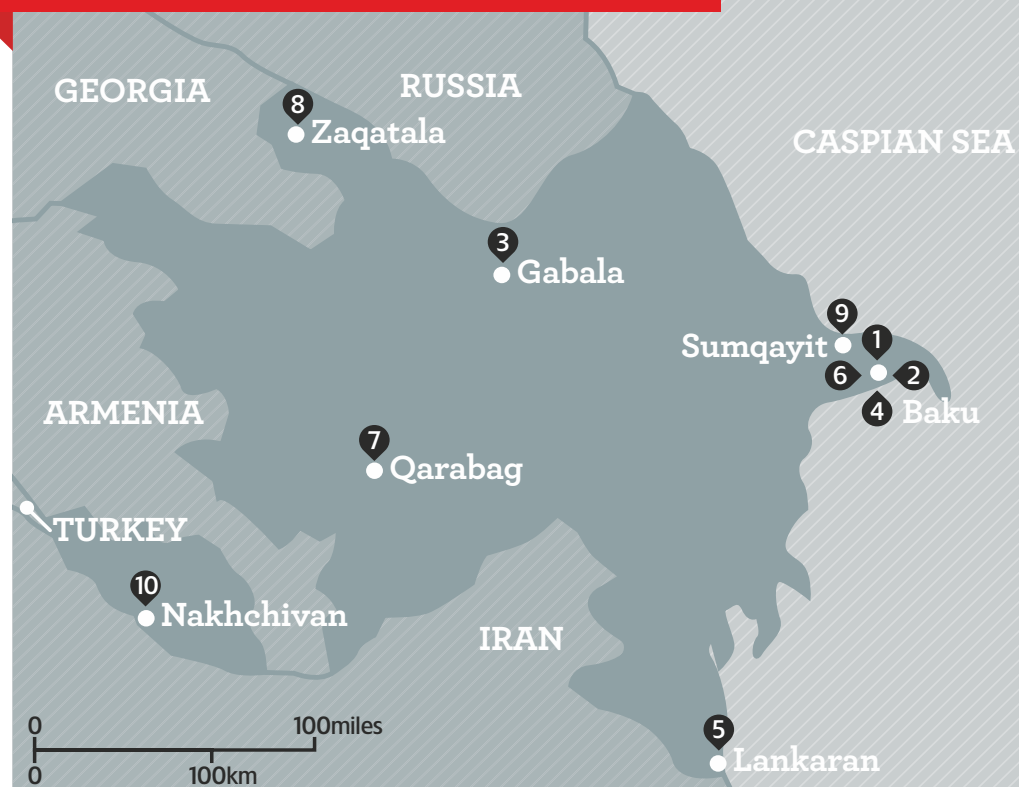 GEORGIA
RUSSIA
8
Zaqatala
CASPIAN SEA
3
Gabala
9
Sumqayit
1
6
2
4
Baku
ARMENIA
7
Qarabag
TURKEY
10
Nakhchivan
IRAN
5
Lankaran
0
100miles
0
100km